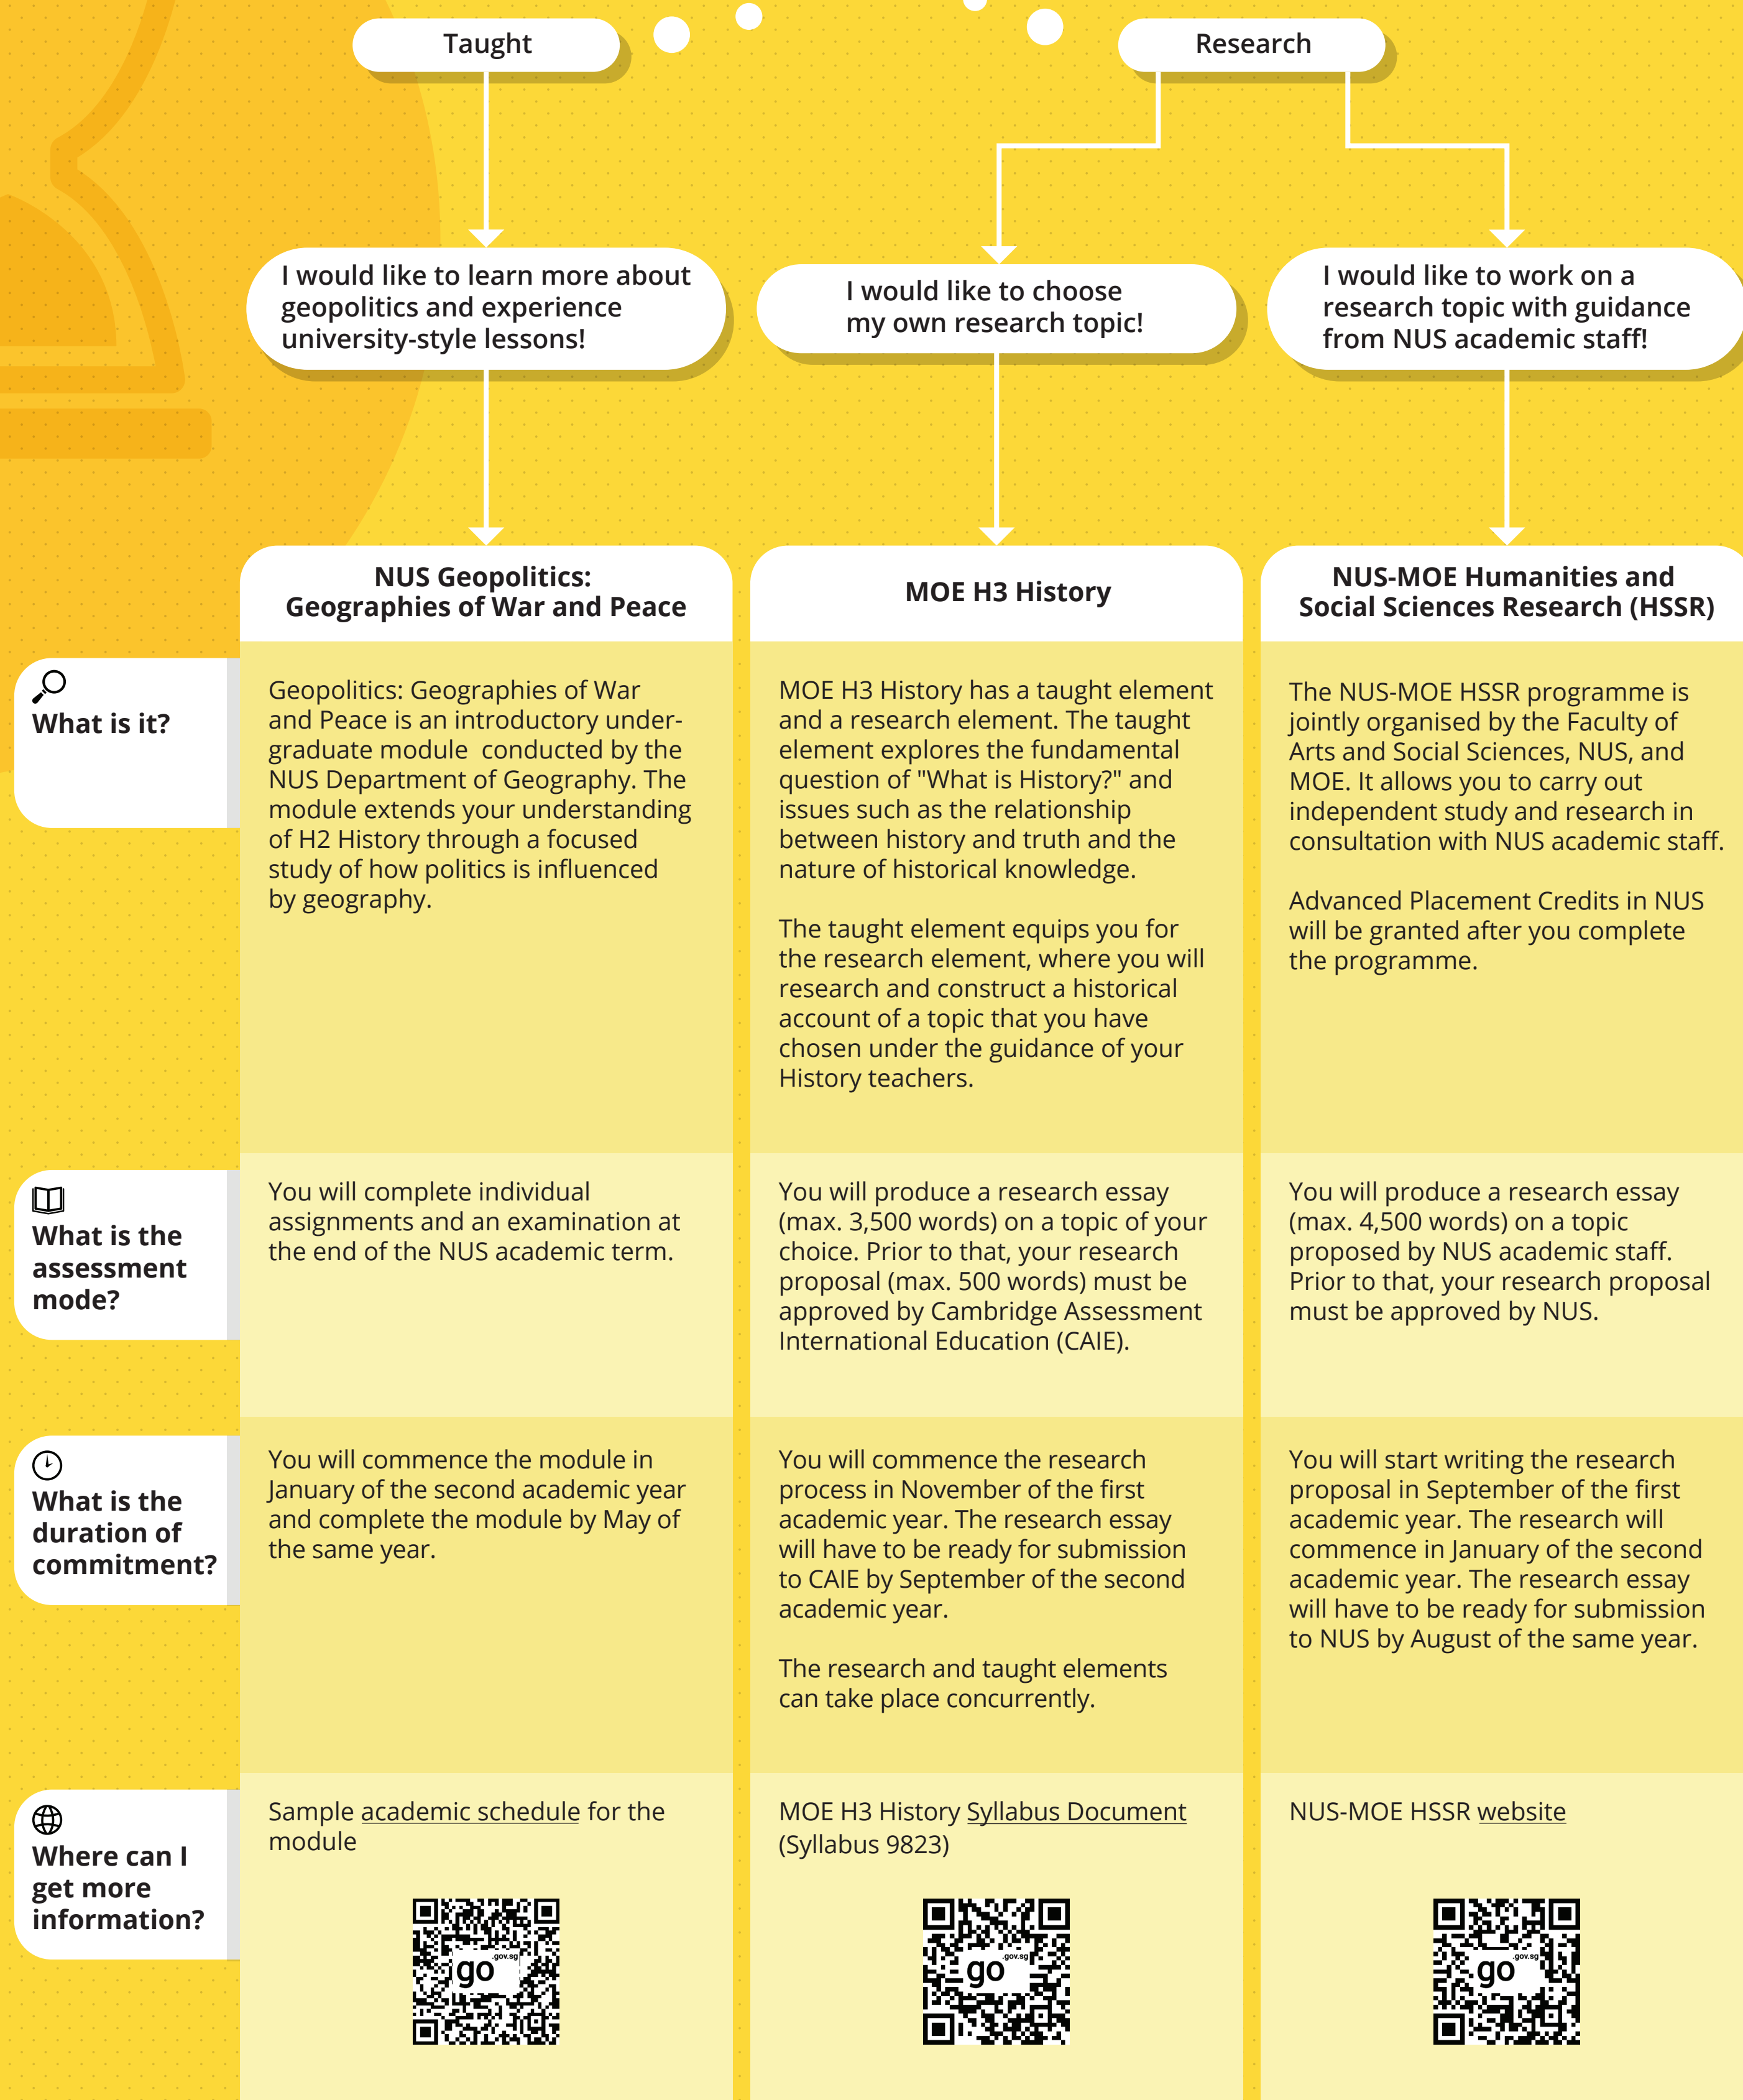 Taught
Research
I would like to learn more about
geopolitics and experience
university-style lessons!
I would like to choose
my own research topic!
I would like to work on a
research topic with guidance
from NUS academic staff!
NUS Geopolitics:
Geographies of War and Peace
MOE H3 History
NUS-MOE Humanities and
Social Sciences Research (HSSR)
What is it?
Geopolitics: Geographies of War
and Peace is an introductory under-
graduate module conducted by the
NUS Department of Geography. The
module extends your understanding
of H2 History through a focused
study of how politics is influenced
by geography.
MOE H3 History has a taught element
and a research element. The taught
element explores the fundamental
question of "What is History?" and
issues such as the relationship
between history and truth and the
nature of historical knowledge.
The taught element equips you for
the research element, where you will
research and construct a historical
account of a topic that you have
chosen under the guidance of your
History teachers.
The NUS-MOE HSSR programme is
jointly organised by the Faculty of
Arts and Social Sciences, NUS, and
MOE. It allows you to carry out
independent study and research in
consultation with NUS academic staff.
Advanced Placement Credits in NUS
will be granted after you complete
the programme.
What is the
assessment
mode?
You will complete individual
assignments and an examination at
the end of the NUS academic term.
You will produce a research essay
(max. 3,500 words) on a topic of your
choice. Prior to that, your research
proposal (max. 500 words) must be
approved by Cambridge Assessment
International Education (CAIE).
You will produce a research essay
(max. 4,500 words) on a topic
proposed by NUS academic staff.
Prior to that, your research proposal
must be approved by NUS.
What is the
duration of
commitment?
You will commence the module in
January of the second academic year
and complete the module by May of
the same year.
You will commence the research
process in November of the first
academic year. The research essay
will have to be ready for submission
to CAIE by September of the second
academic year.
The research and taught elements
can take place concurrently.
You will start writing the research
proposal in September of the first
academic year. The research will
commence in January of the second
academic year. The research essay
will have to be ready for submission
to NUS by August of the same year.
Where can I
get more
information?
Sample academic schedule for the
module
go.gov.sg
MOE H3 History Syllabus Document
(Syllabus 9823)
go.gov.sg
NUS-MOE HSSR website
go.gov.sg